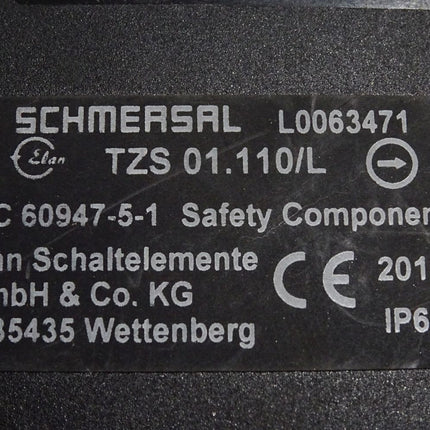 SCHMERSAL L0063471
Elan TZS 01.110/L
C 60947-5-1 Safety Componen
an Schaltelemente CE 201
mbH & Co. KG
35435 Wettenberg IP6